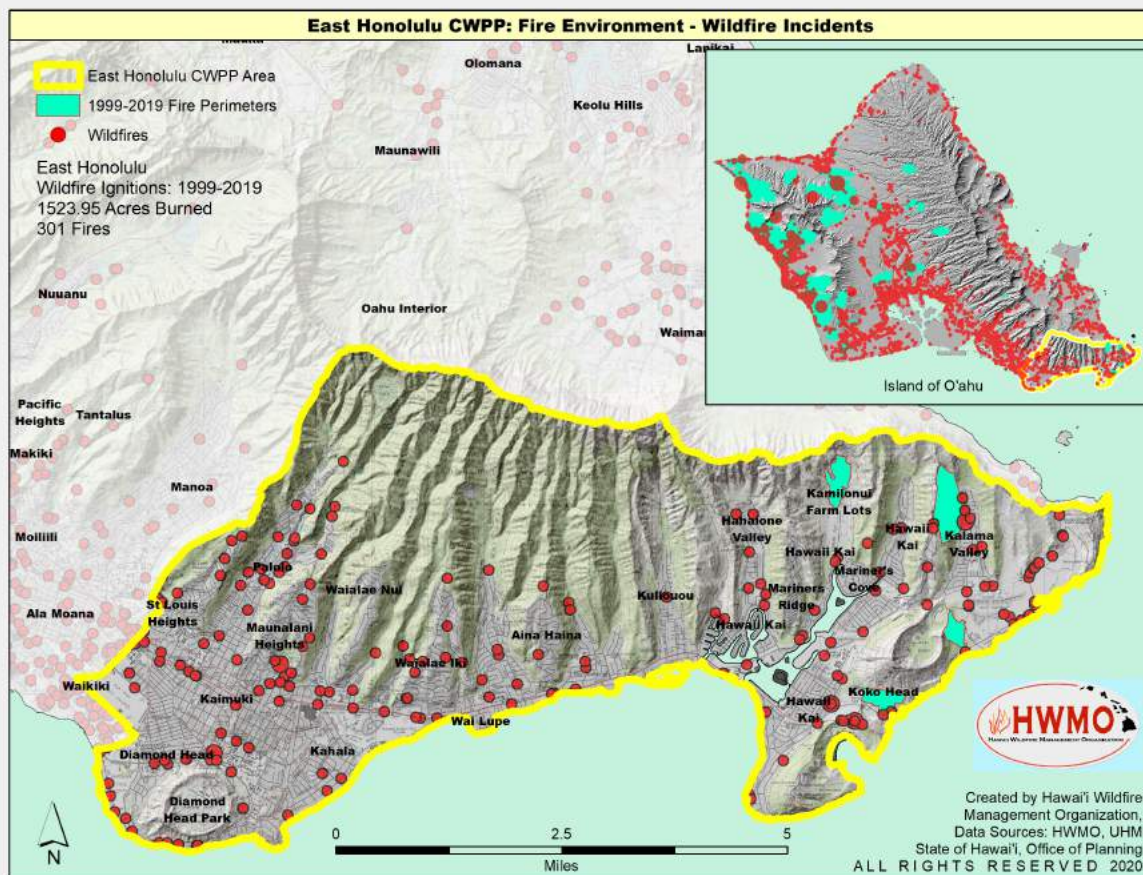 East Honolulu CWPP: Fire Environment - Wildfire Incidents
East Honolulu CWPP Area
1999-2019 Fire Perimeters
Wildfires
East Honolulu
Wildfire Ignitions: 1999-2019
1523.95 Acres Burned
301 Fires
Lanikai
Olomana
Keolu Hills
Maunawili
Nuuanu
Oahu Interior
Island of O'ahu
Pacific
Heights
Tantalus
Makiki
Manoa
Moiliili
Ala Moana
Waikiki
Kamilonui
Farm Lots
Hahaione
Valley
Hawaii
Kai
Kalama
Valley
Hawaii Kai
Mariner's
Cove
Mariners
Ridge
Hawaii Kai
Kuliouou
Palolo
Waialae Nui
St Louis
Heights
Maunalani
Heights
Aina Haina
Waialae Iki
Kaimuki
Wai Lupe
Koko Head
Hawaii
Kai
Diamond Head
Kahala
Diamond
Head Park
N
0
2.5
5
Miles
HWMO
HAWAII WILDFIRE MANAGEMENT ORGANIZATION
Created by Hawai'i Wildfire
Management Organization,
Data Sources: HWMO, UHM
State of Hawai'i, Office of Planning
ALL RIGHTS RESERVED 2020